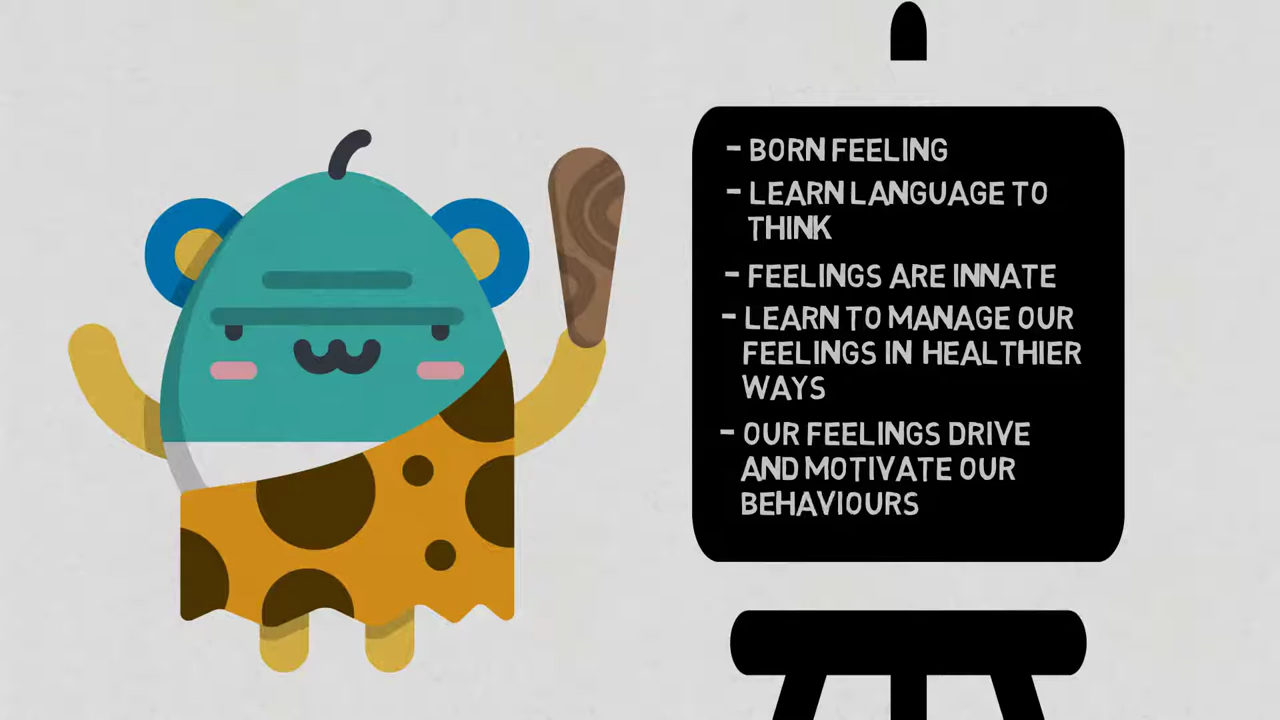 - BORN FEELING
- LEARN LANGUAGE TO
THINK
- FEELINGS ARE INNATE
- LEARN TO MANAGE OUR
FEELINGS IN HEALTHIER
WAYS
- OUR FEELINGS DRIVE
AND MOTIVATE OUR
BEHAVIOURS